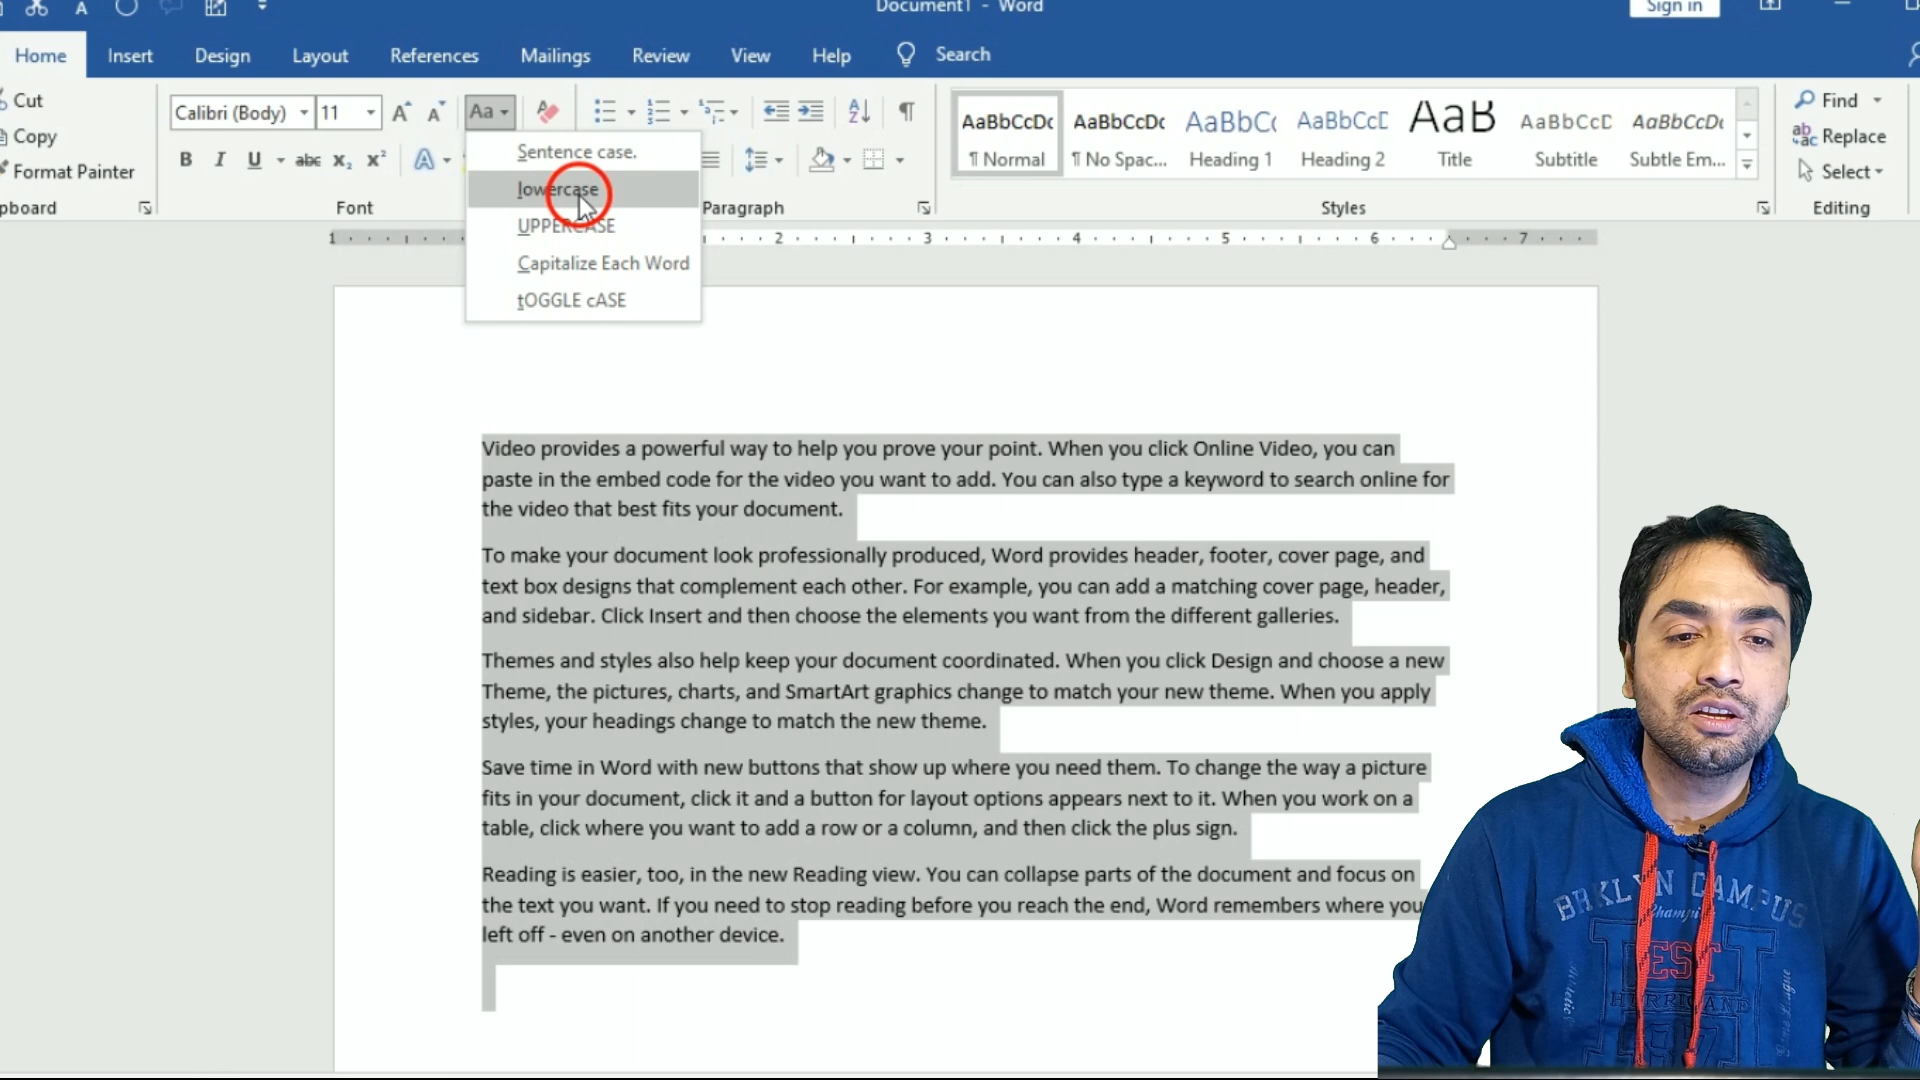 Document1 - Word
Sign in
Home Insert Design Layout References Mailings Review View Help Search
Cut
Copy
Format Painter
pboard
Calibri (Body) 11 Aa
B I U abc X₂ X²
Font
Sentence case.
lowercase
UPPERCASE
Capitalize Each Word
tOGGLE cASE
Paragraph
AaBbCcDc AaBbCcDc AaBbC( AaBbCcD AaB AaBbCcD AaBbCcDc
¶ Normal ¶ No Spac... Heading 1 Heading 2 Title Subtitle Subtle Em...
Styles
Find
Replace
Select
Editing
1 2 3 4 5 6 7
Video provides a powerful way to help you prove your point. When you click Online Video, you can
paste in the embed code for the video you want to add. You can also type a keyword to search online for
the video that best fits your document.
To make your document look professionally produced, Word provides header, footer, cover page, and
text box designs that complement each other. For example, you can add a matching cover page, header,
and sidebar. Click Insert and then choose the elements you want from the different galleries.
Themes and styles also help keep your document coordinated. When you click Design and choose a new
Theme, the pictures, charts, and SmartArt graphics change to match your new theme. When you apply
styles, your headings change to match the new theme.
Save time in Word with new buttons that show up where you need them. To change the way a picture
fits in your document, click it and a button for layout options appears next to it. When you work on a
table, click where you want to add a row or a column, and then click the plus sign.
Reading is easier, too, in the new Reading view. You can collapse parts of the document and focus on
the text you want. If you need to stop reading before you reach the end, Word remembers where you
left off - even on another device.
BRKLYN CAMPUS
EST
HURRICANE